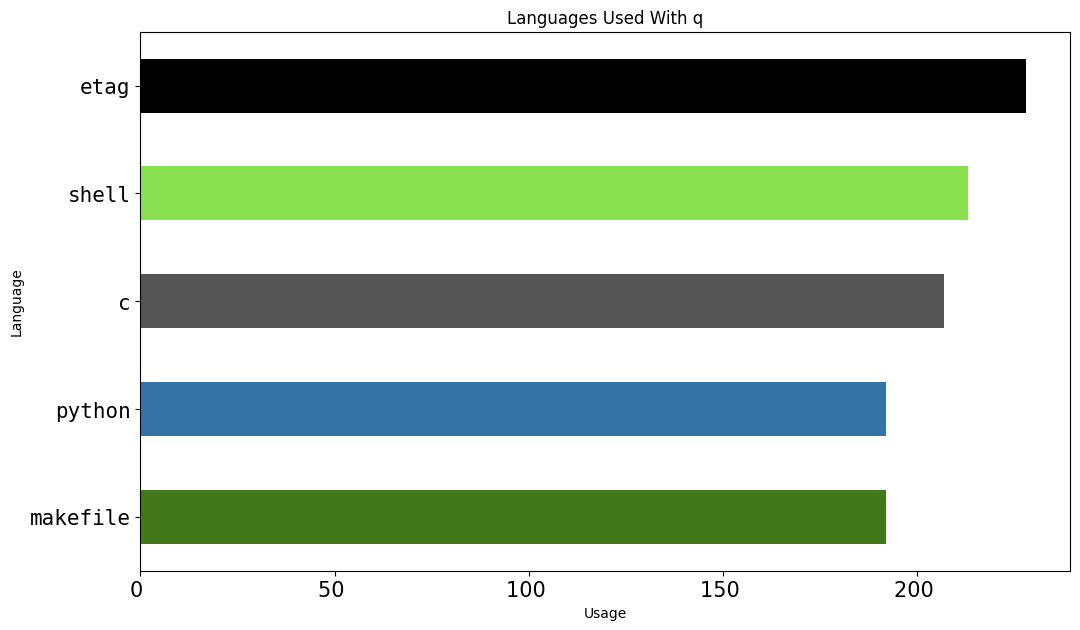 Languages Used With q
etag
shell
c
python
makefile
Language
0 50 100 150 200
Usage